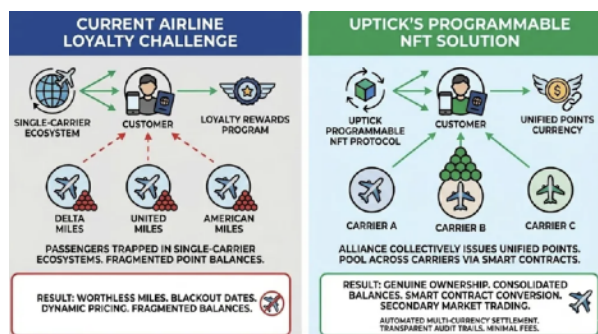 CURRENT AIRLINE
LOYALTY CHALLENGE
SINGLE-CARRIER
ECOSYSTEM
CUSTOMER
LOYALTY REWARDS
PROGRAM
DELTA
MILES
UNITED
MILES
AMERICAN
MILES
PASSENGERS TRAPPED IN SINGLE-CARRIER
ECOSYSTEMS. FRAGMENTED POINT BALANCES.
RESULT: WORTHLESS MILES. BLACKOUT DATES.
DYNAMIC PRICING. FRAGMENTED BALANCES.
UPTICK'S PROGRAMMABLE
NFT SOLUTION
UPTICK
PROGRAMMABLE
NFT PROTOCOL
CUSTOMER
UNIFIED POINTS
CURRENCY
CARRIER A
CARRIER B
CARRIER C
ALLIANCE COLLECTIVELY ISSUES UNIFIED POINTS.
POOL ACROSS CARRIERS VIA SMART CONTRACTS.
RESULT: GENUINE OWNERSHIP. CONSOLIDATED
BALANCES. SMART CONTRACT CONVERSION.
SECONDARY MARKET TRADING.
AUTOMATED MULTI-CURRENCY SETTLEMENT.
TRANSPARENT AUDIT TRAILS. MINIMAL FEES.